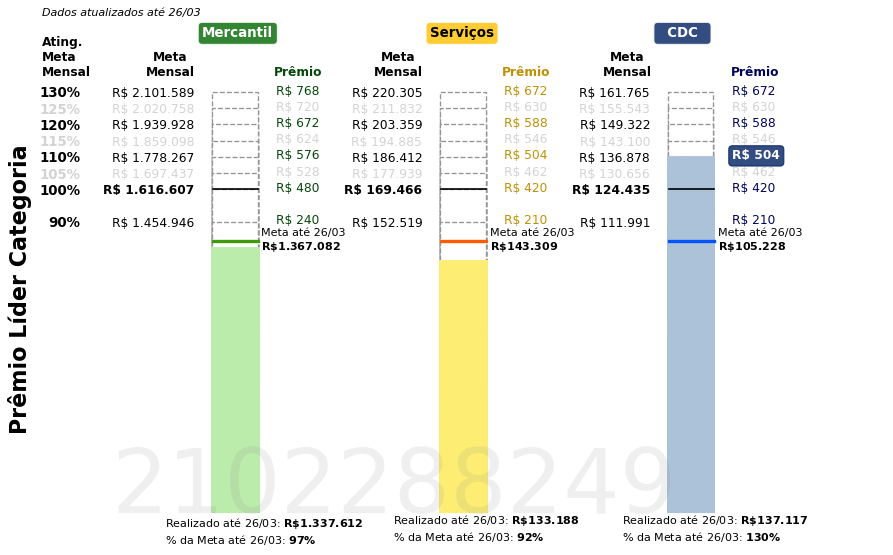 Dados atualizados até 26/03
Mercantil Serviços CDC
Ating.
Meta Meta Meta Meta
Mensal Mensal Prêmio Mensal Prêmio Mensal Prêmio
130% R$ 2.101.589 R$ 768 R$ 220.305 R$ 672 R$ 161.765 R$ 672
125% R$ 2.020.758 R$ 720 R$ 211.832 R$ 630 R$ 155.543 R$ 630
120% R$ 1.939.928 R$ 672 R$ 203.359 R$ 588 R$ 149.322 R$ 588
115% R$ 1.859.098 R$ 624 R$ 194.885 R$ 546 R$ 143.100 R$ 546
110% R$ 1.778.267 R$ 576 R$ 186.412 R$ 504 R$ 136.878 R$ 504
105% R$ 1.697.437 R$ 528 R$ 177.939 R$ 462 R$ 130.656 R$ 462
100% R$ 1.616.607 R$ 480 R$ 169.466 R$ 420 R$ 124.435 R$ 420
90% R$ 1.454.946 R$ 240 R$ 152.519 R$ 210 R$ 111.991 R$ 210
Meta até 26/03 Meta até 26/03 Meta até 26/03
R$1.367.082 R$143.309 R$105.228
Prêmio Líder Categoria
2102288249
Realizado até 26/03: R$1.337.612 Realizado até 26/03: R$133.188 Realizado até 26/03: R$137.117
% da Meta até 26/03: 97% % da Meta até 26/03: 92% % da Meta até 26/03: 130%